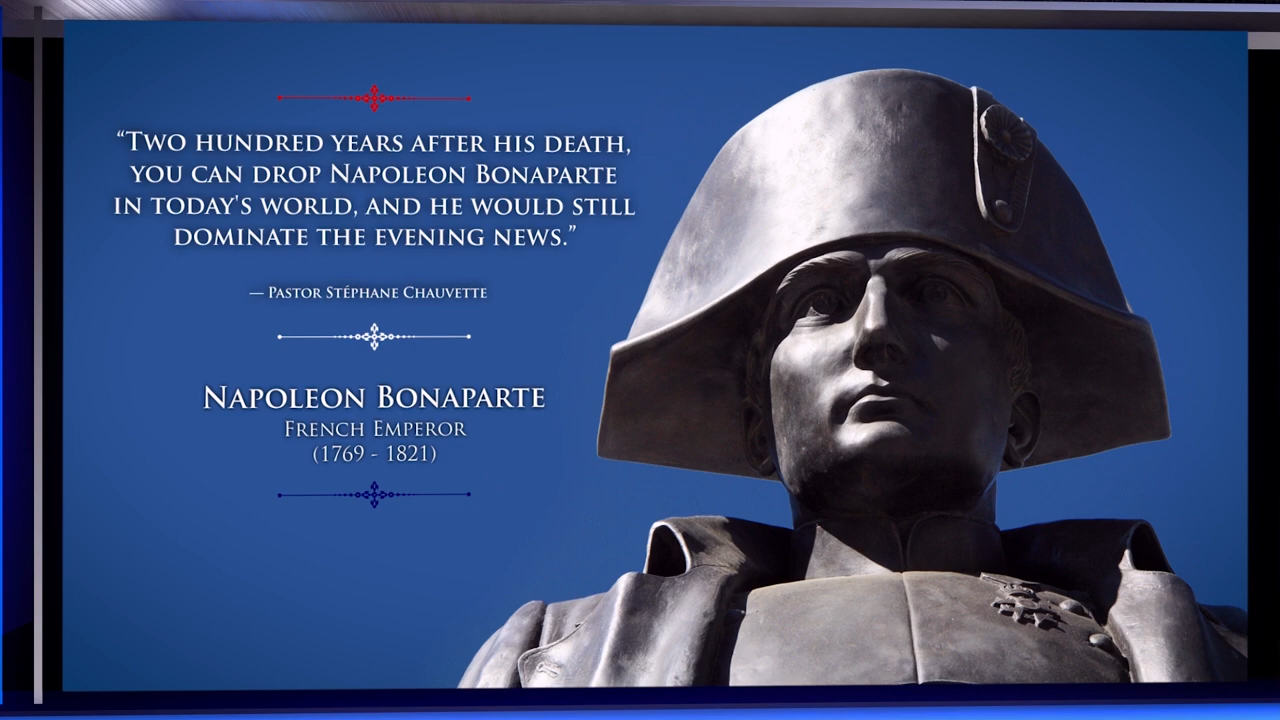 “Two hundred years after his death,
you can drop Napoleon Bonaparte
in today's world, and he would still
dominate the evening news.”
— Pastor Stéphane Chauvette
Napoleon Bonaparte
French Emperor
(1769 - 1821)